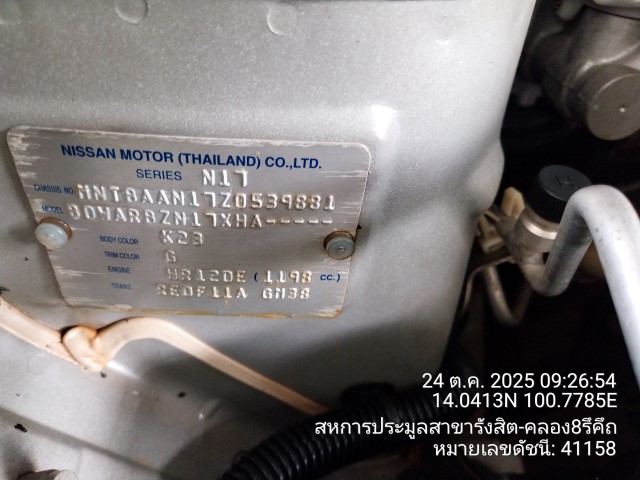 NISSAN MOTOR (THAILAND) CO.,LTD.
SERIES N17
CHASSIS NO. MNTBAAN17Z0539881
MODEL BDYARBZN17XHA-----
BODY COLOR K23
TRIM COLOR G
ENGINE HR12DE ( 1198 CC. )
TRANS. RE0F11A GM38
24 ต.ค. 2025 09:26:54
14.0413N 100.7785E
สหการประมูลสาขารังสิต-คลอง8รีคีถ
หมายเลขดัชนี: 41158